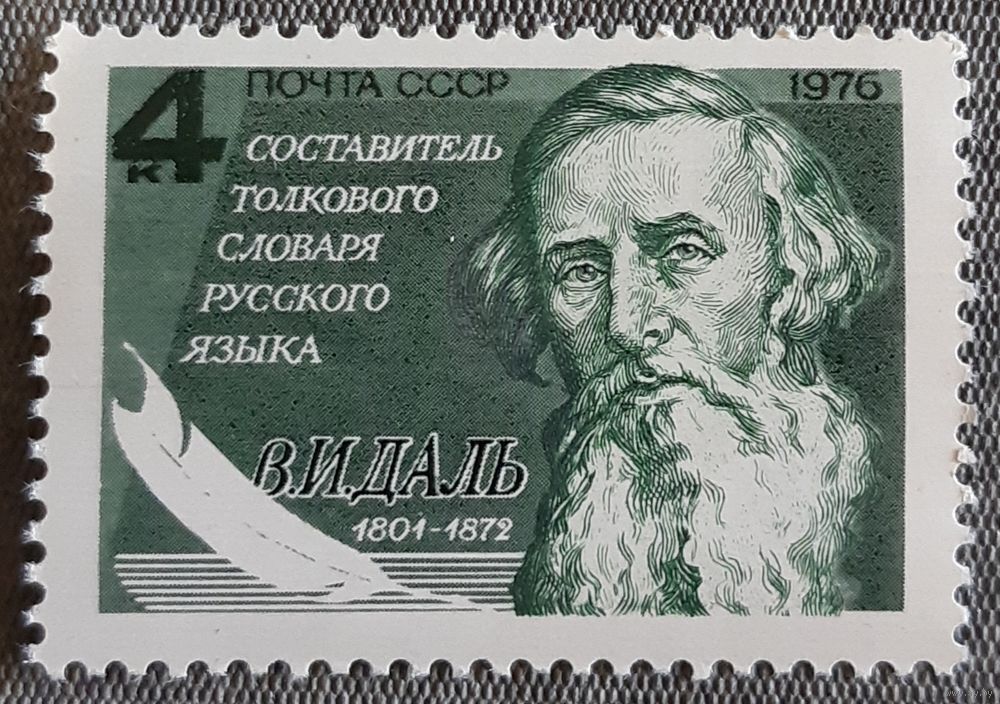 4 ПОЧТА СССР 1976
к
СОСТАВИТЕЛЬ
ТОЛКОВОГО
СЛОВАРЯ
РУССКОГО
ЯЗЫКА
В.И.ДАЛЬ
1801-1872